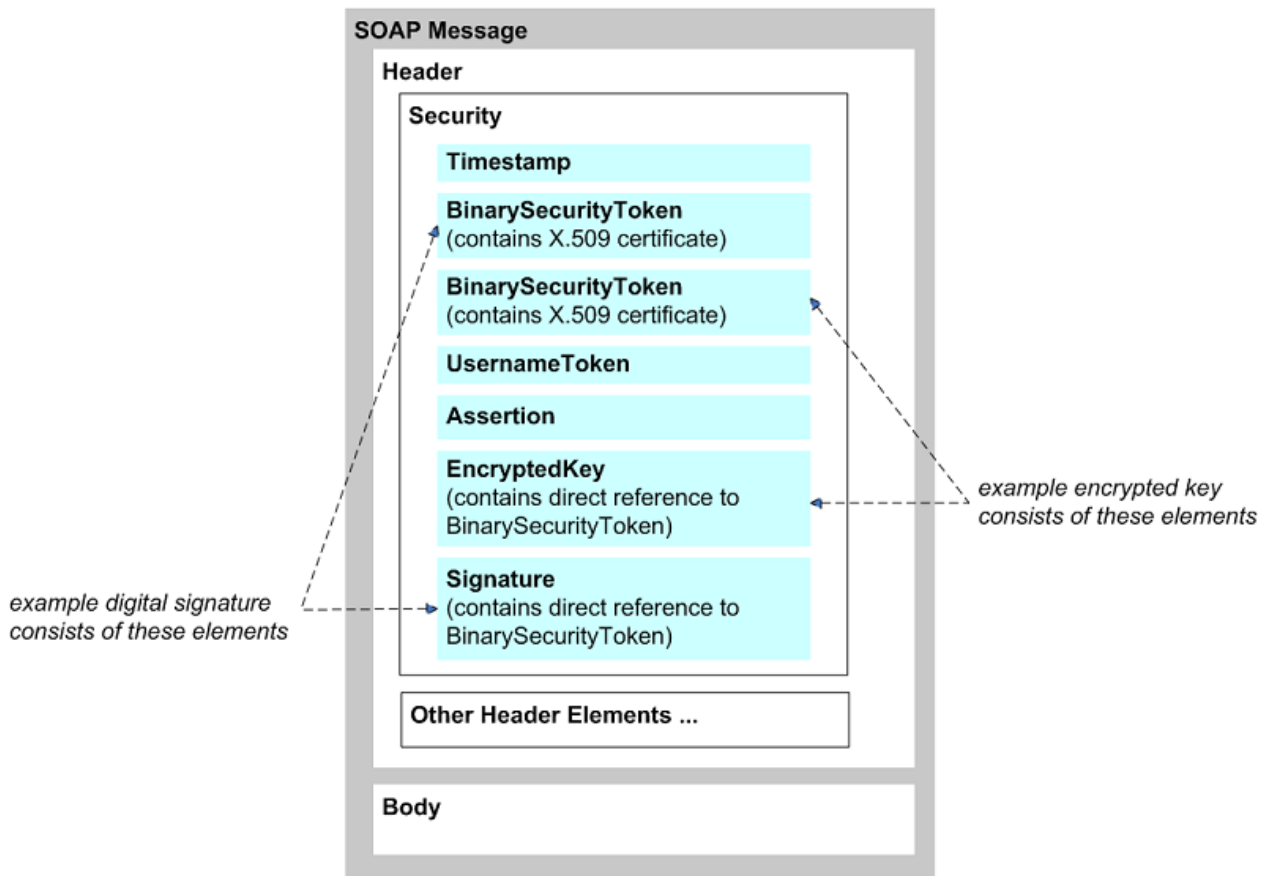 SOAP Message
Header
Security
Timestamp
BinarySecurityToken
(contains X.509 certificate)
BinarySecurityToken
(contains X.509 certificate)
UsernameToken
Assertion
EncryptedKey
(contains direct reference to
BinarySecurityToken)
example encrypted key
consists of these elements
Signature
(contains direct reference to
BinarySecurityToken)
example digital signature
consists of these elements
Other Header Elements ...
Body